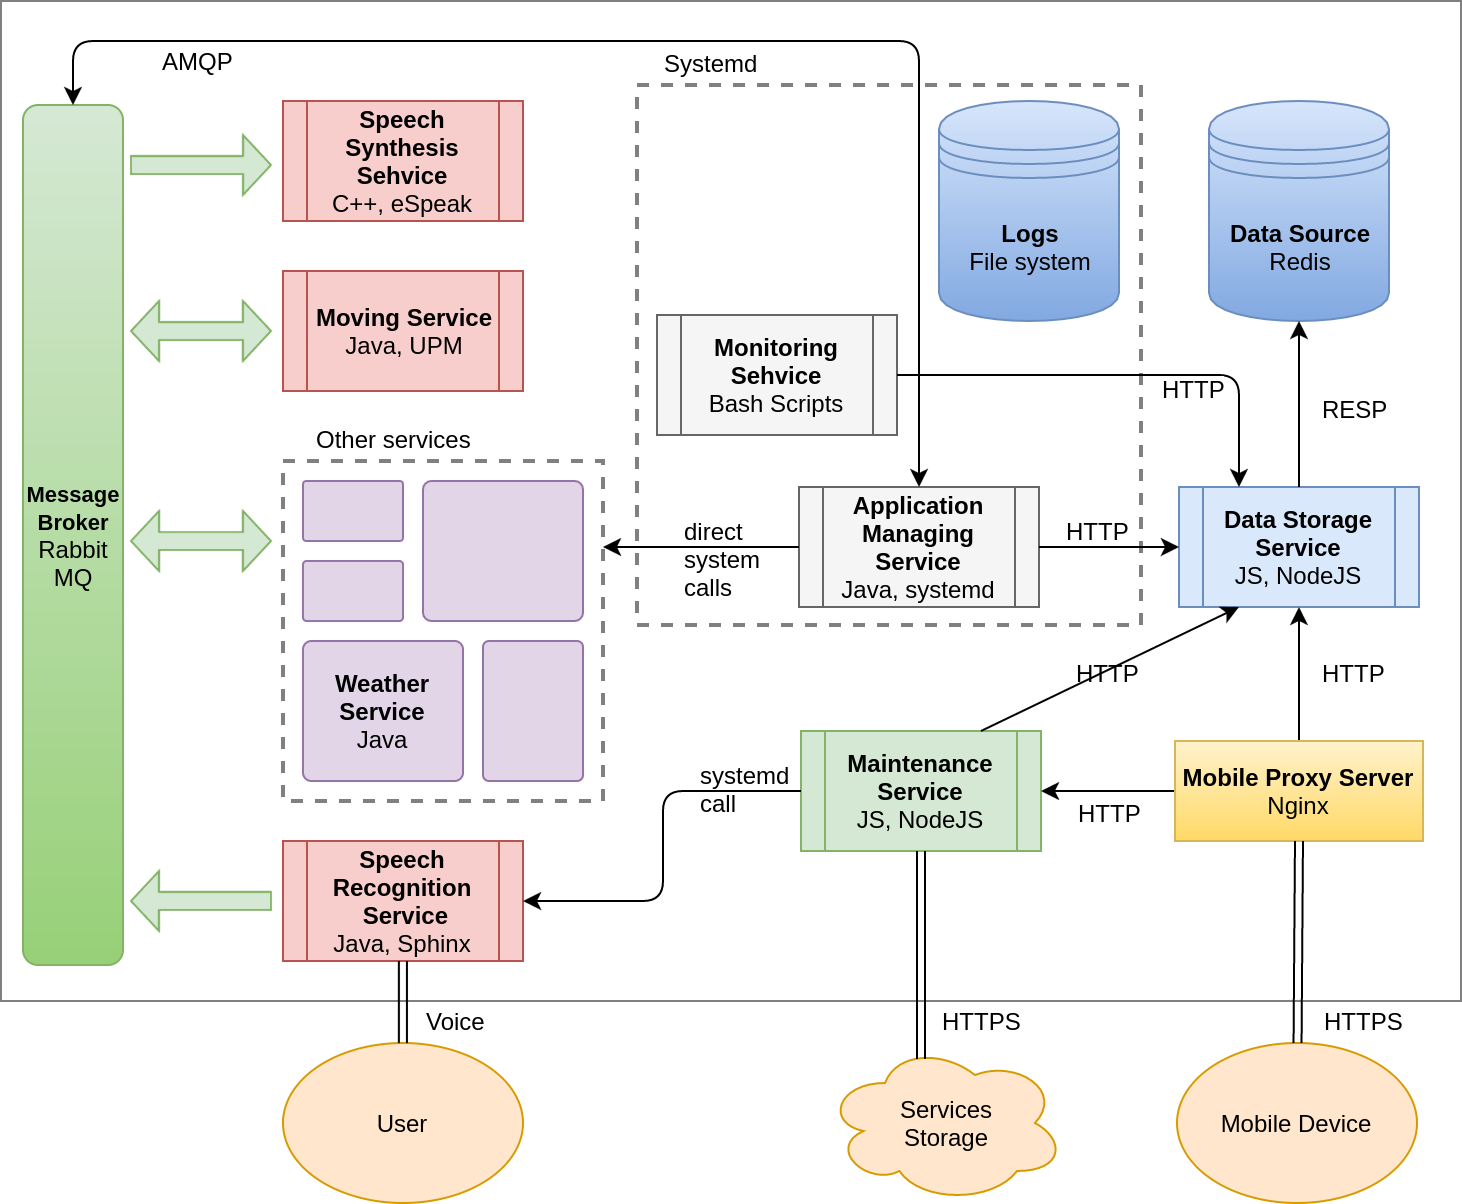 AMQP
Systemd
Speech
Synthesis
Sehvice
C++, eSpeak
Logs
File system
Data Source
Redis
Moving Service
Java, UPM
Monitoring
Sehvice
Bash Scripts
HTTP
RESP
Other services
Message
Broker
Rabbit
MQ
direct
system
calls
Application
Managing
Service
Java, systemd
HTTP
Data Storage
Service
JS, NodeJS
Weather
Service
Java
HTTP
HTTP
systemd
call
Maintenance
Service
JS, NodeJS
HTTP
Mobile Proxy Server
Nginx
Speech
Recognition
Service
Java, Sphinx
Voice
HTTPS
HTTPS
User
Services
Storage
Mobile Device